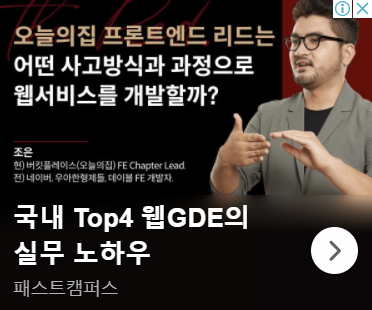 오늘의집 프론트엔드 리드는
어떤 사고방식과 과정으로
웹서비스를 개발할까?
조은
현) 버킷플레이스(오늘의집) FE Chapter Lead.
전) 네이버, 우아한형제들, 데이블 FE 개발자.
국내 Top4 웹GDE의
실무 노하우
패스트캠퍼스